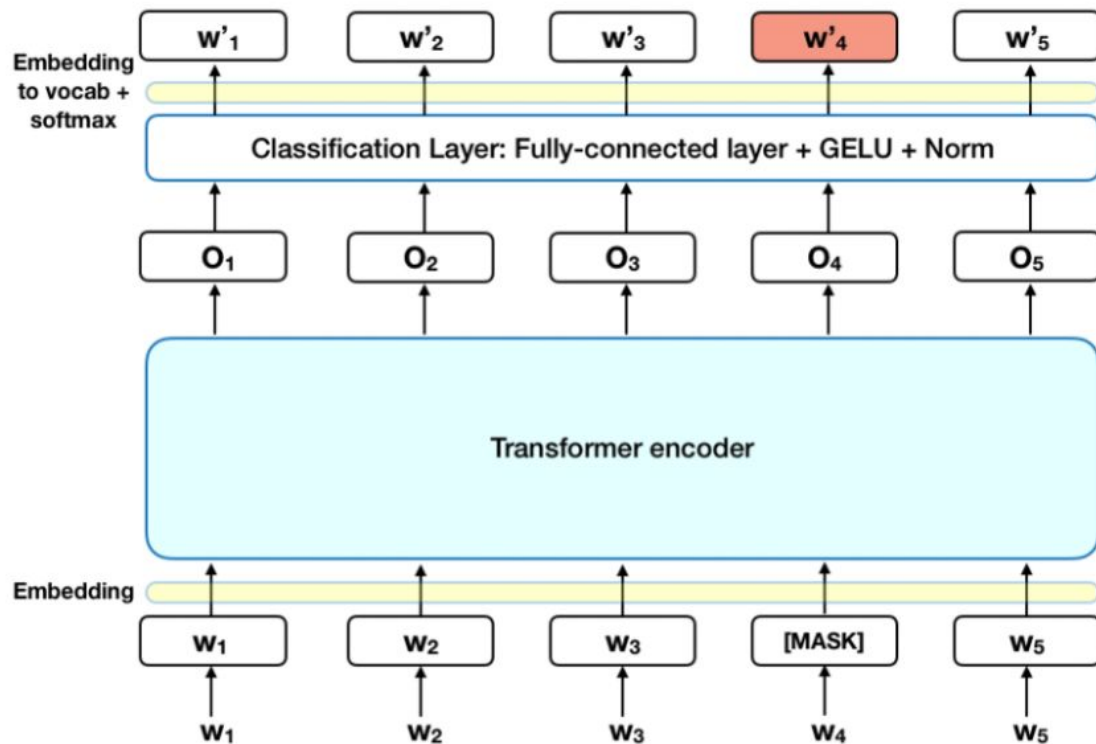 w'₁ w'₂ w'₃ w'₄ w'₅
Embedding
to vocab +
softmax
Classification Layer: Fully-connected layer + GELU + Norm
O₁ O₂ O₃ O₄ O₅
Transformer encoder
Embedding
W₁ W₂ W₃ [MASK] W₅
W₁ W₂ W₃ W₄ W₅